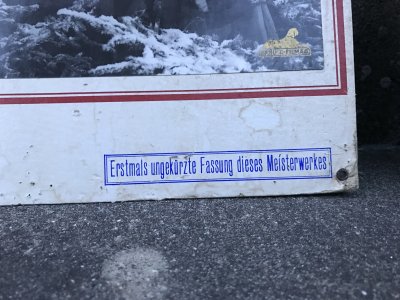 Erstmals ungekürzte Fassung dieses Meisterwerkes